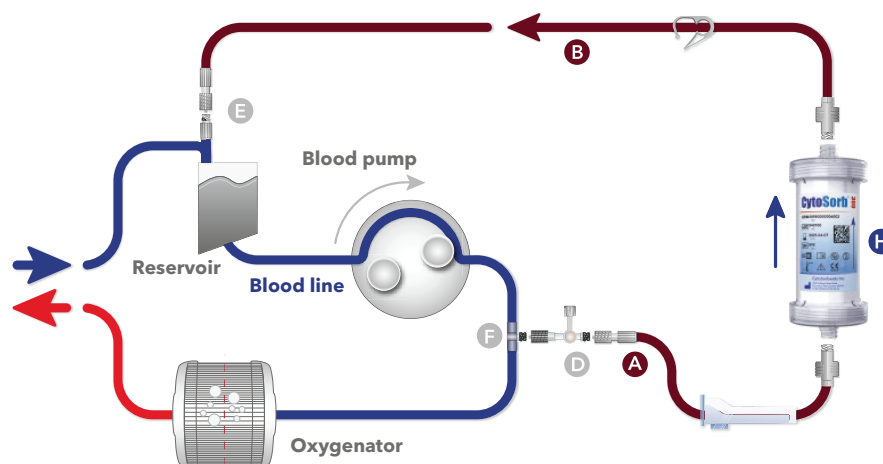 B
E
Blood pump
CytoSorb
Reservoir
H
Blood line
F
D
A
Oxygenator